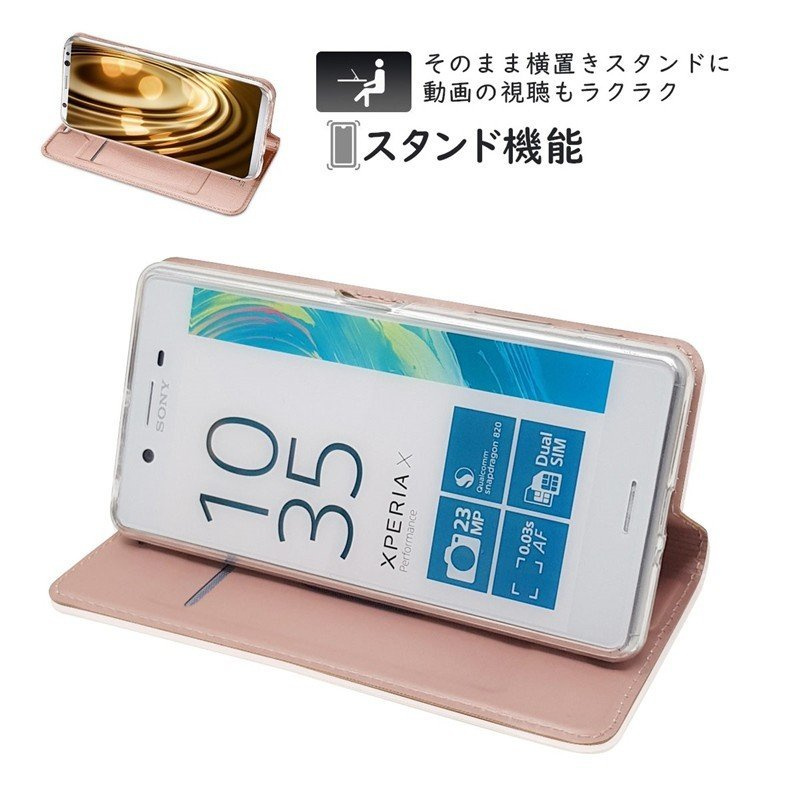 そのまま横置きスタンドに
動画の視聴もラクラク
スタンド機能
SONY
10
35
XPERIA X
Performance
Qualcomm
snapdragon 820
Dual
SIM
23
MP
0.03s
AF